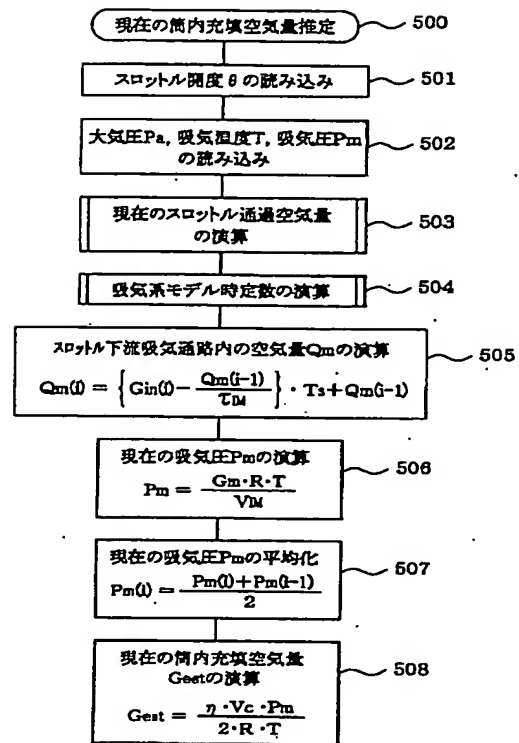 現在の筒内充填空気量推定
500
スロットル開度θの読み込み
501
大気圧Pa, 吸気温度T, 吸気圧Pm
の読み込み
502
現在のスロットル通過空気量
の演算
503
吸気系モデル時定数の演算
504
スロットル下流吸気通路内の空気量Qmの演算
Qm(i) = {Gin(i) - Qm(i-1)/τIM}・Ts+Qm(i-1)
505
現在の吸気圧Pmの演算
Pm = Gm・R・T/VIM
506
現在の吸気圧Pmの平均化
Pm(i) = Pm(i)+Pm(i-1)/2
507
現在の筒内充填空気量
Gestの演算
Gest = η・Vc・Pm/2・R・T
508